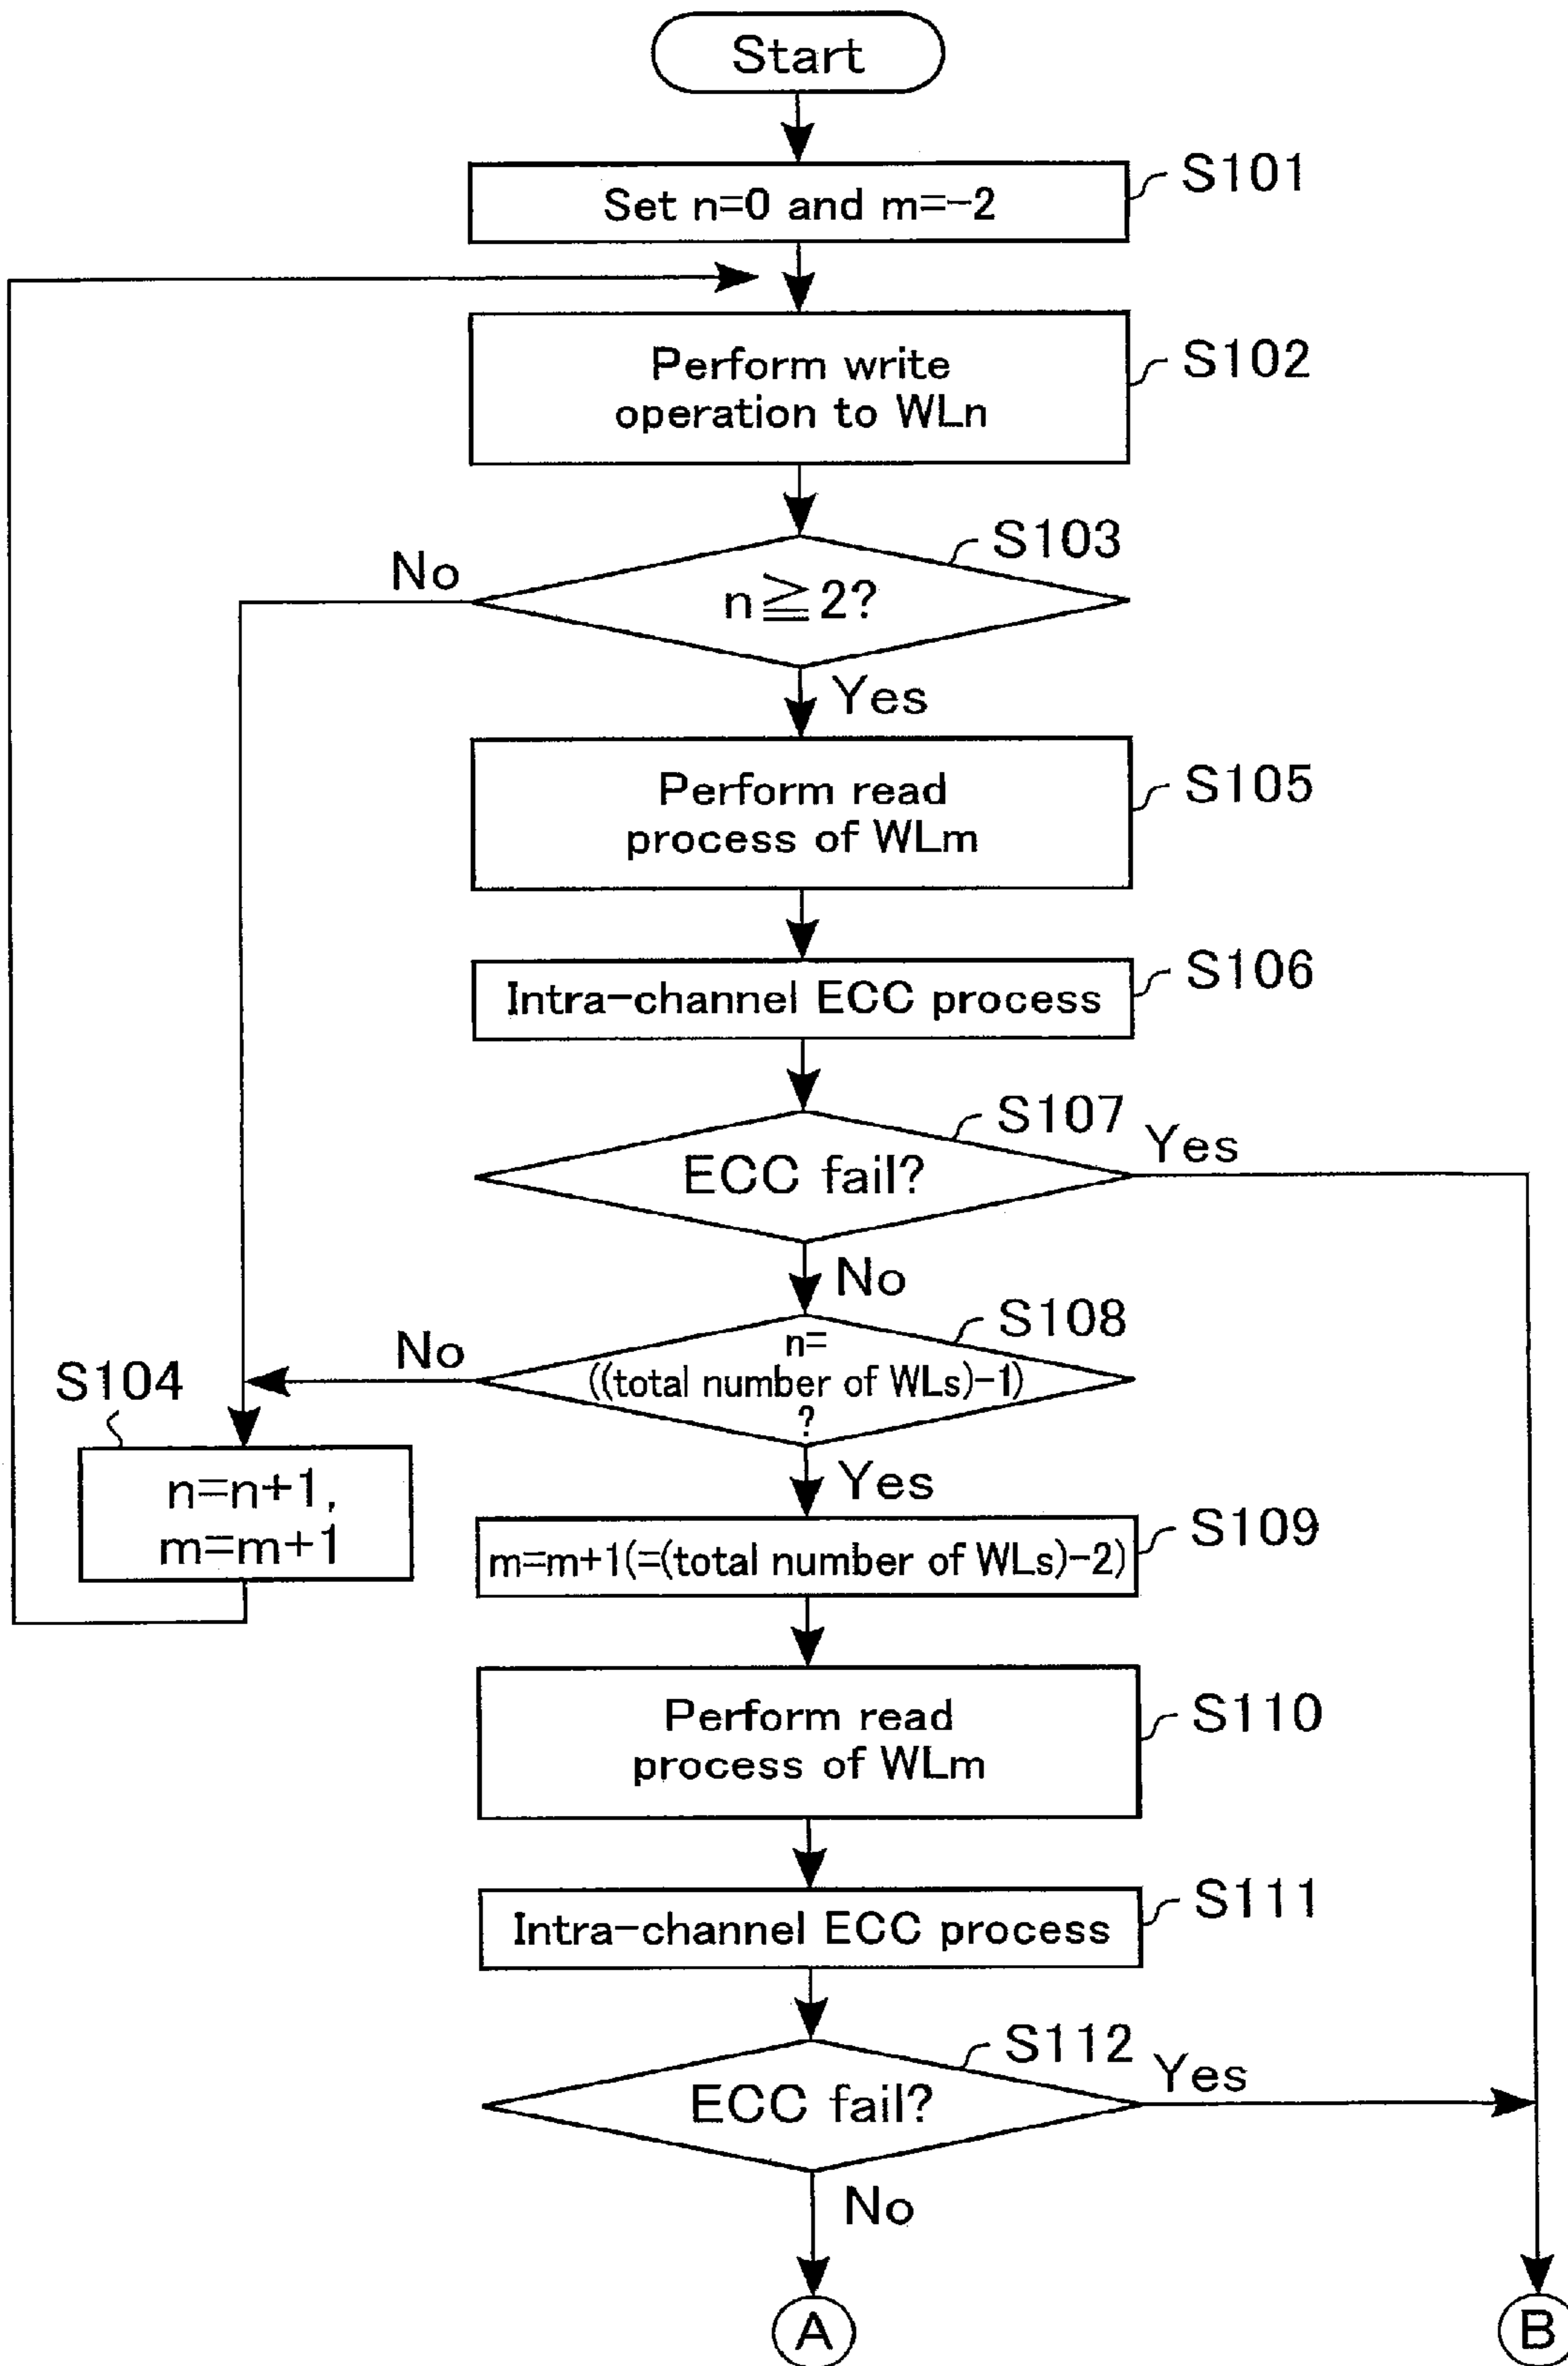 Start
S101
Set n=0 and m=-2
S102
Perform write
operation to WLn
S103
No
n≧2?
Yes
S105
Perform read
process of WLm
S106
Intra-channel ECC process
S107
Yes
ECC fail?
No
S108
n=
No
((total number of WLs)-1)
S104
?
Yes
n=n+1,
m=m+1
S109
m=m+1(=(total number of WLs)-2)
S110
Perform read
process of WLm
S111
Intra-channel ECC process
S112
Yes
ECC fail?
No
A
B